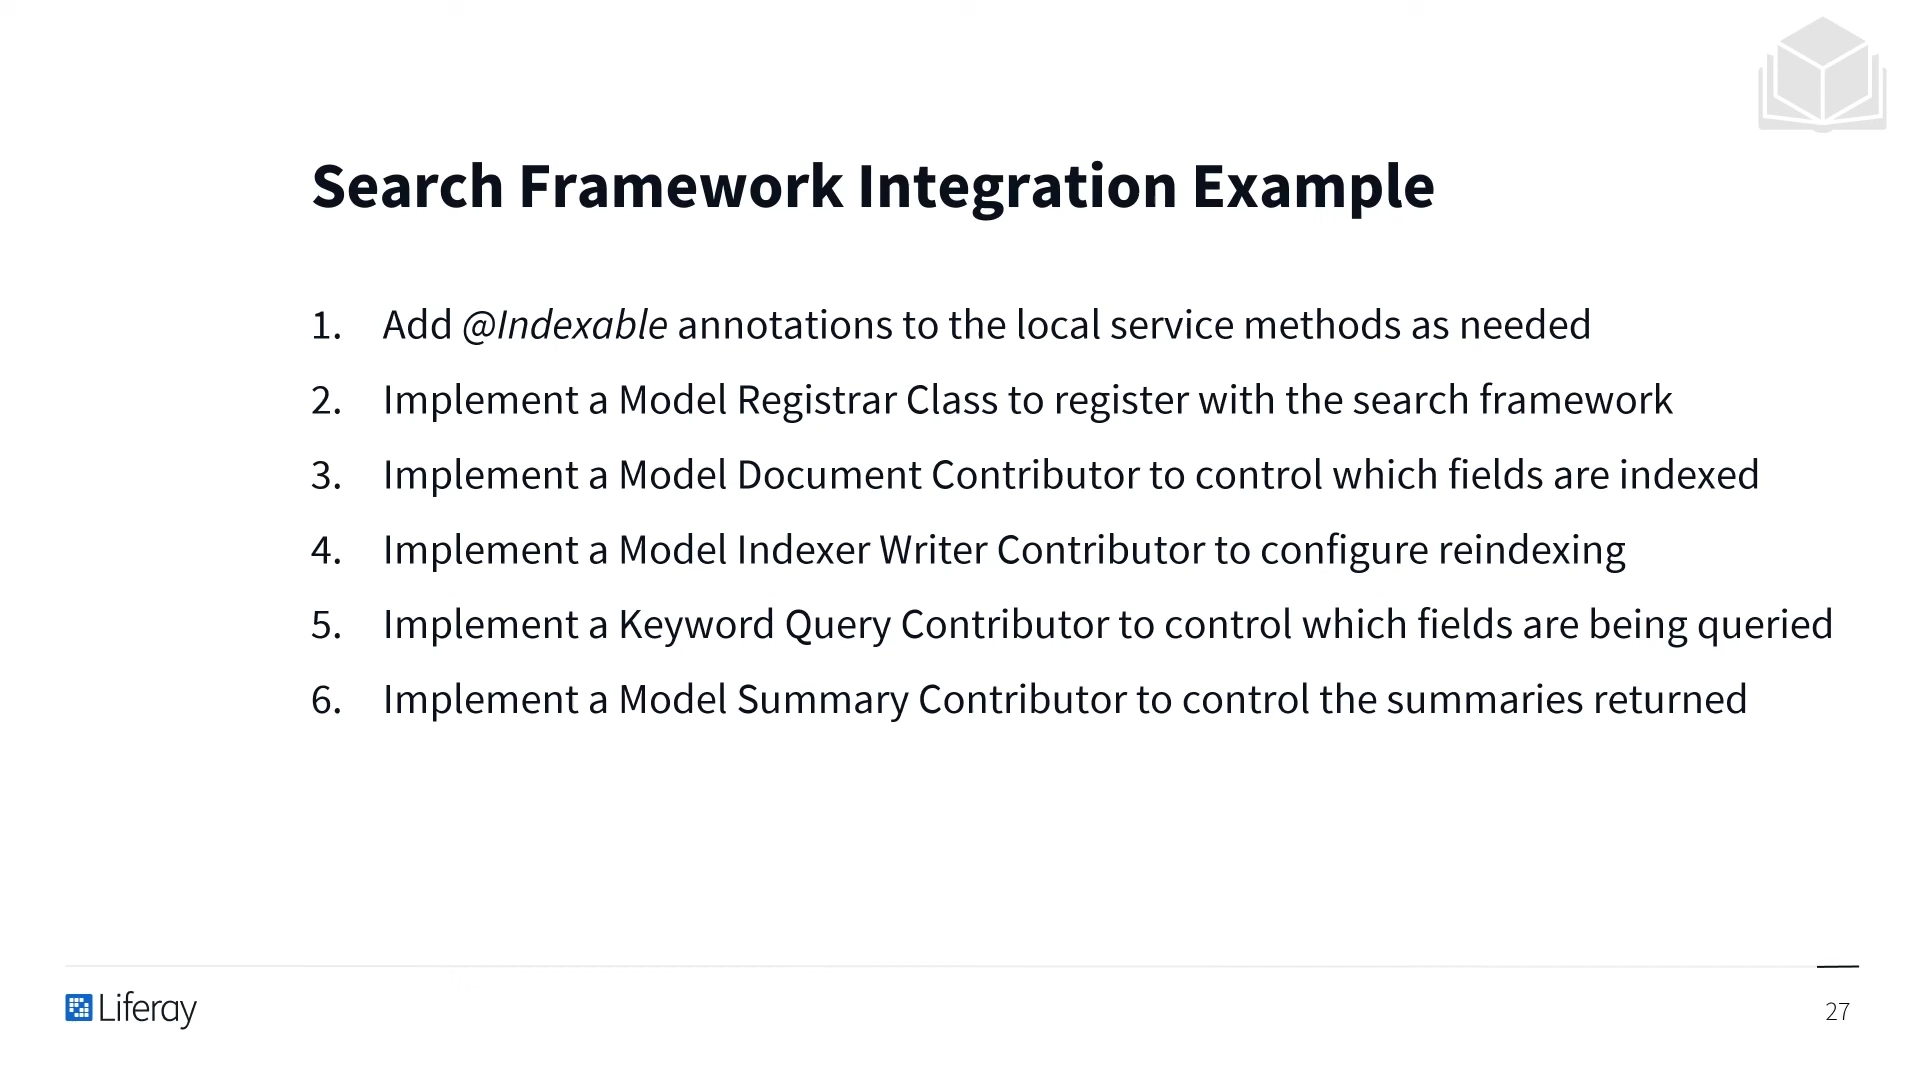 Search Framework Integration Example
1. Add @Indexable annotations to the local service methods as needed
2. Implement a Model Registrar Class to register with the search framework
3. Implement a Model Document Contributor to control which fields are indexed
4. Implement a Model Indexer Writer Contributor to configure reindexing
5. Implement a Keyword Query Contributor to control which fields are being queried
6. Implement a Model Summary Contributor to control the summaries returned
Liferay
27